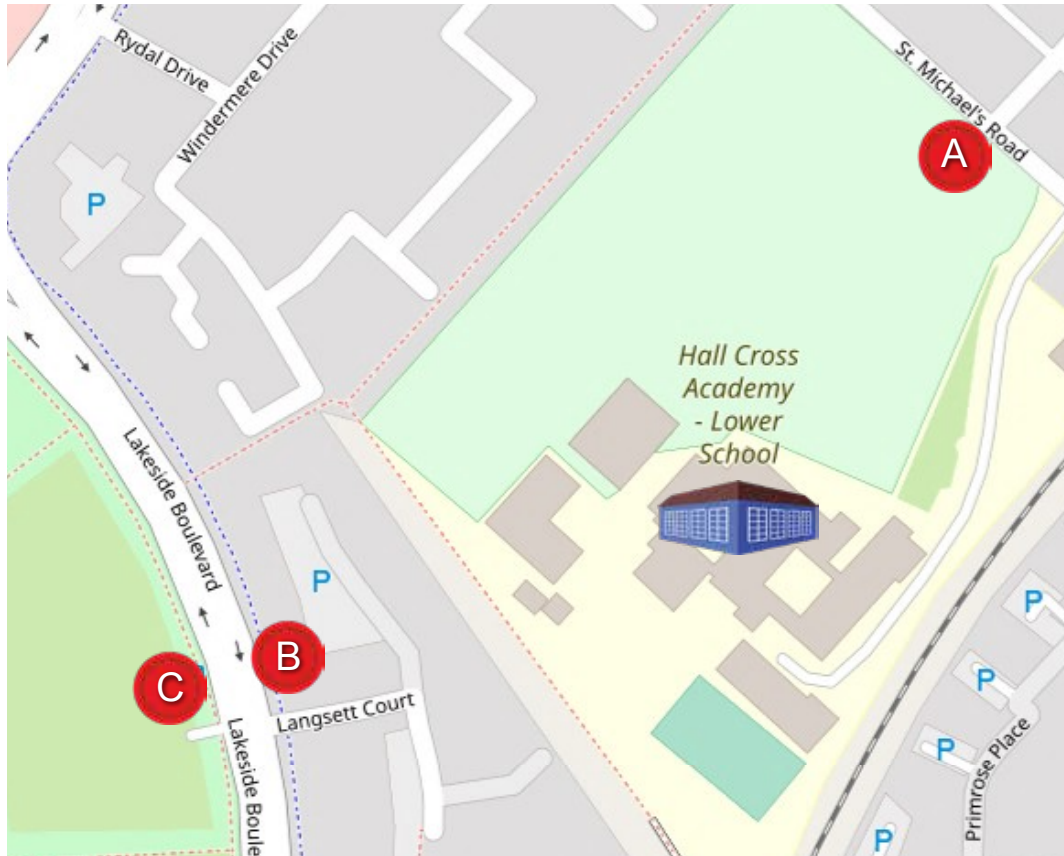 Rydal Drive
Windermere Drive
St. Michael's Road
A
P
Hall Cross
Academy
- Lower
School
Lakeside Boulevard
P
P
B
C
P
Langsett Court
Lakeside Boule
P
Primrose Place
P